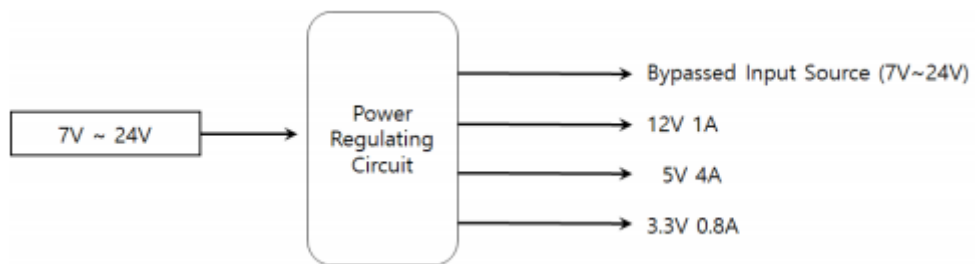 7V ~ 24V
Power
Regulating
Circuit
Bypassed Input Source (7V~24V)
12V 1A
5V 4A
3.3V 0.8A